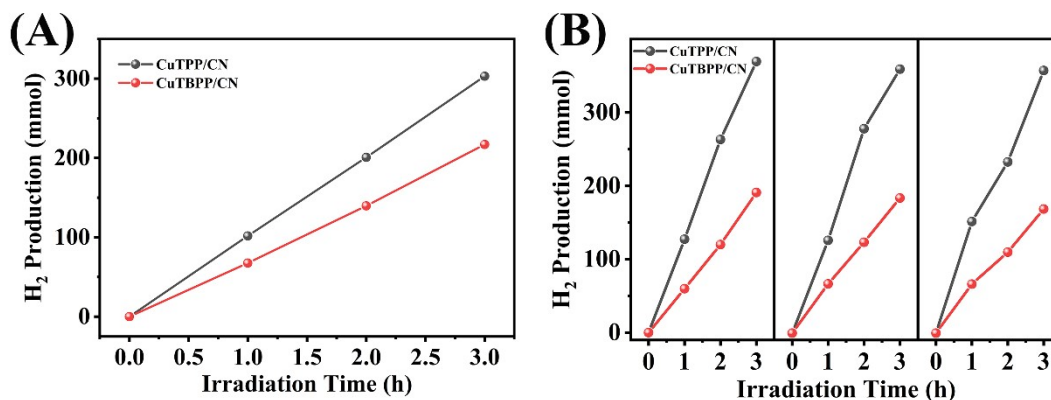 (A)
CuTPP/CN
CuTBPP/CN
H₂ Production (mmol)
300
200
100
0
0.0 0.5 1.0 1.5 2.0 2.5 3.0
Irradiation Time (h)
(B)
CuTPP/CN
CuTBPP/CN
H₂ Production (mmol)
300
200
100
0
0 1 2 3 0 1 2 3 0 1 2 3
Irradiation Time (h)